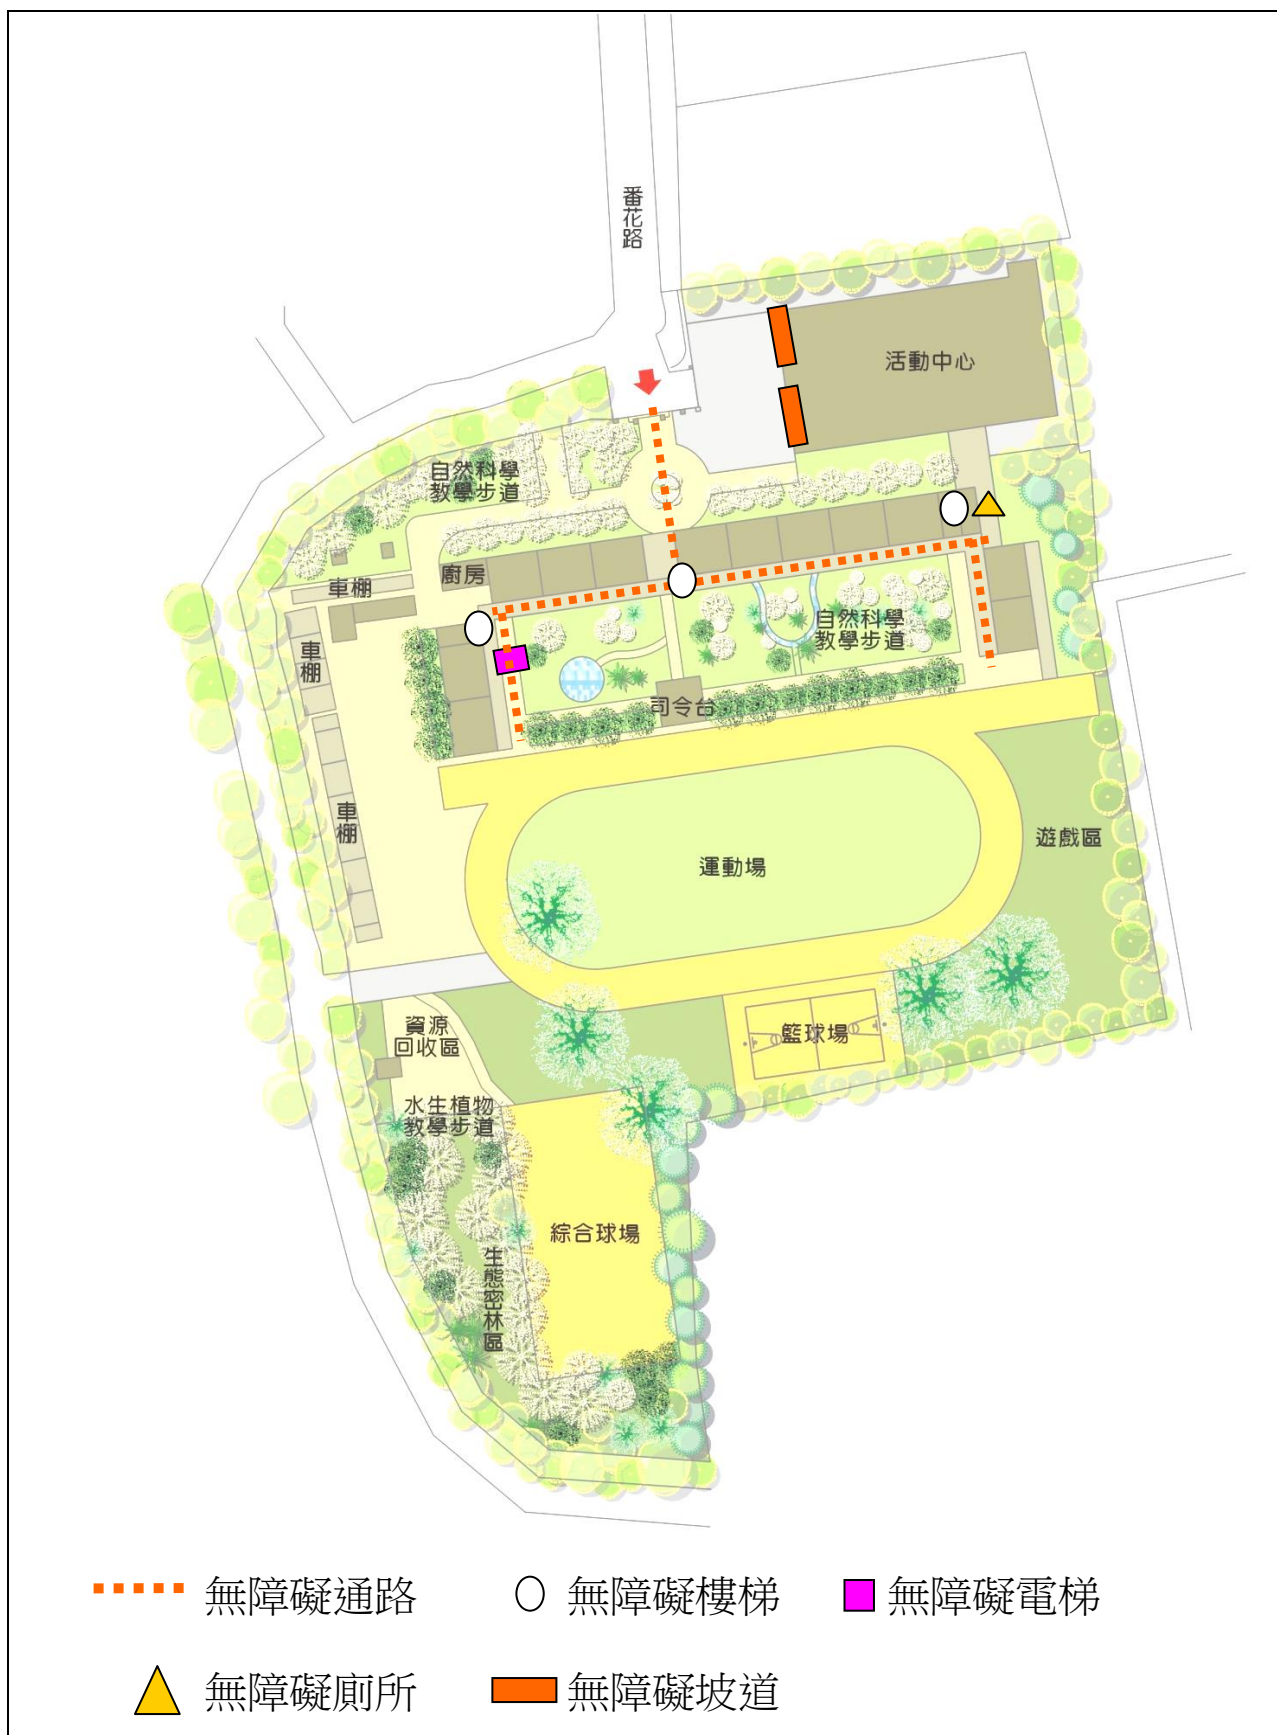 番花路
活動中心
自然科學
教學步道
廚房
車棚
自然科學
教學步道
車棚
司令台
車棚
運動場
遊戲區
資源
回收區
籃球場
水生植物
教學步道
綜合球場
生態密林區
無障礙通路
無障礙樓梯
無障礙電梯
無障礙廁所
無障礙坡道